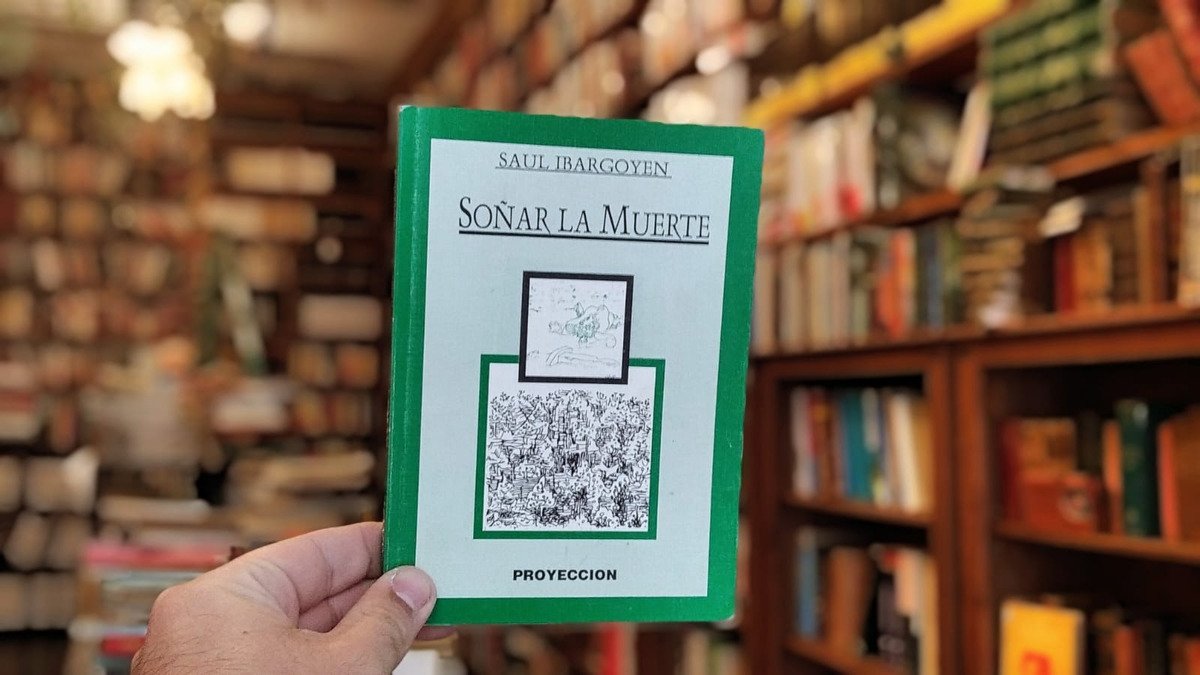 SAUL IBARGOYEN
SOÑAR LA MUERTE
PROYECCION